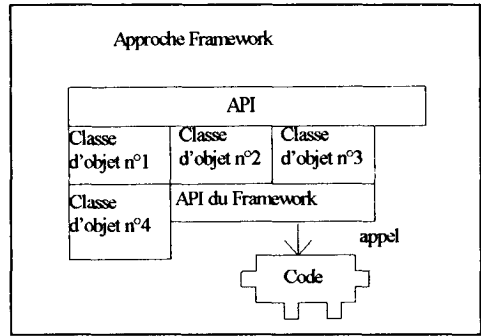 Approche Framework
API
Classe
d'objet n°1
Classe
d'objet n°2
Classe
d'objet n°3
Classe
d'objet n°4
API du Framework
appel
Code